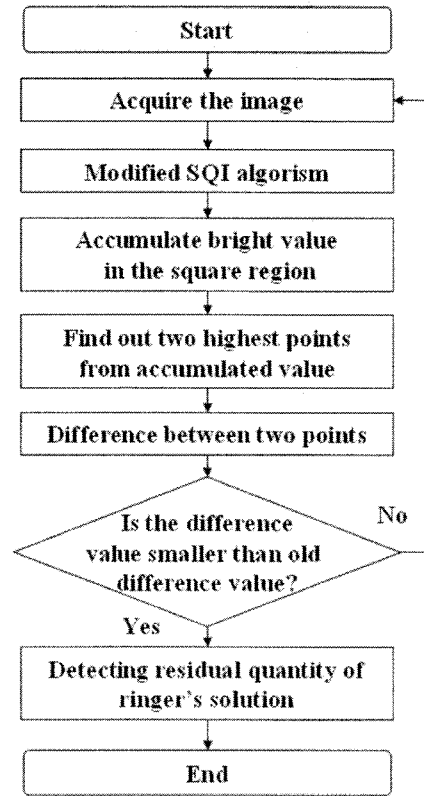 Start
Acquire the image
Modified SQI algorism
Accumulate bright value
in the square region
Find out two highest points
from accumulated value
Difference between two points
Is the difference
value smaller than old
difference value?
No
Yes
Detecting residual quantity of
ringer's solution
End